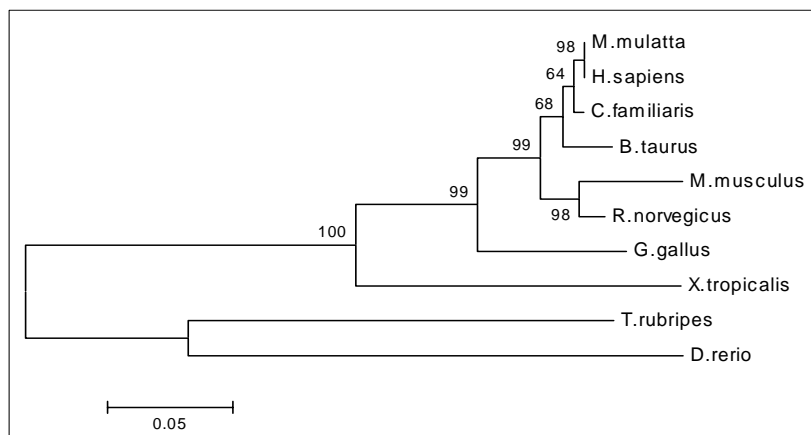 98
M.mulatta
64
H.sapiens
68
C.familiaris
99
B.taurus
99
M.musculus
98
R.norvegicus
100
G.gallus
X.tropicalis
T.rubripes
D.rerio
0.05